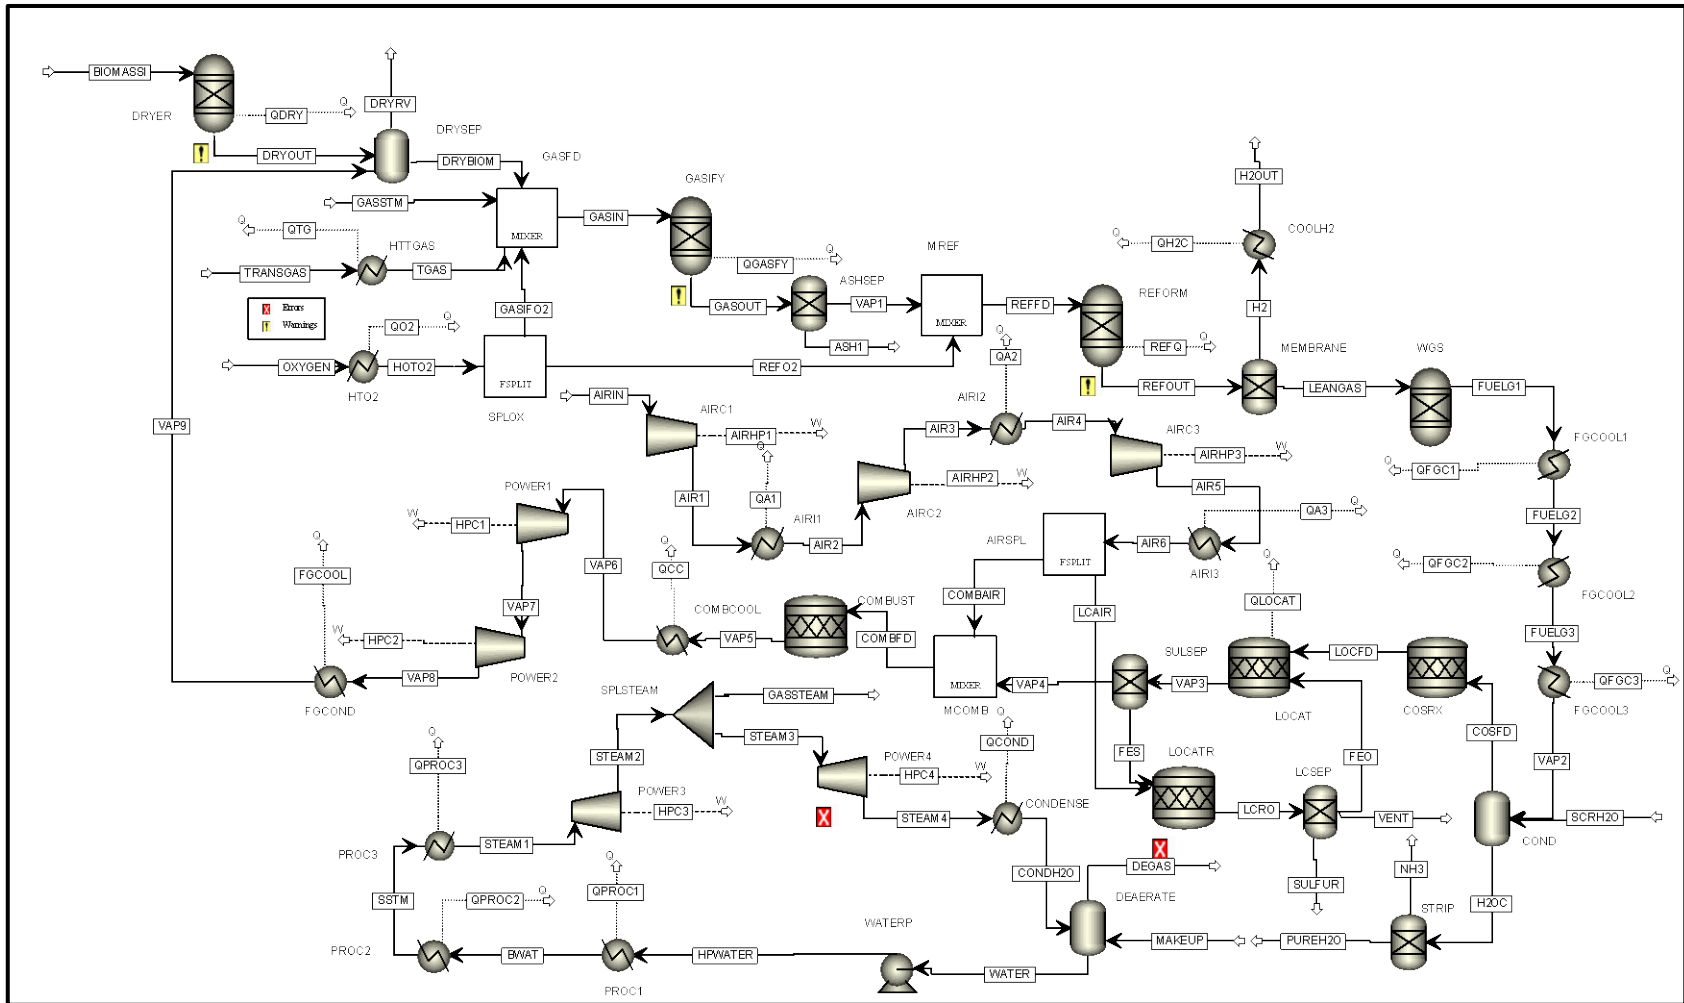 BIOMASSI
DRYER
QDRY
Q
DRYRV
DRYSEP
DRYOUT
DRYBIOM
GASFD
GASSTM
MIXER
GASIN
GASIFY
QTG
Q
HTTGAS
TRANSGAS
TGAS
GASIFO2
Errors
Warnings
QO2
Q
OXYGEN
HOTO2
HTO2
FSPLIT
SPLOX
REFO2
QGASFY
Q
GASOUT
ASHSEP
VAP1
ASH1
MREF
MIXER
REFFD
REFORM
REFQ
Q
REFOUT
H2OUT
QH2C
Q
COOLH2
H2
MEMBRANE
LEANGAS
WGS
FUELG1
FGCOOL1
QFGC1
Q
FUELG2
QFGC2
Q
FGCOOL2
FUELG3
QFGC3
Q
FGCOOL3
VAP9
AIRIN
AIRC1
AIRHP1
W
AIR1
QA1
Q
AIRI1
AIR2
AIRC2
AIRHP2
W
AIR3
AIRI2
QA2
Q
AIR4
AIRC3
AIRHP3
W
AIR5
QA3
Q
AIR6
AIRI3
AIRSPL
FSPLIT
COMBAIR
LCAIR
POWER1
HPC1
W
FGCOOL
Q
VAP7
HPC2
W
VAP8
POWER2
FGCOND
VAP6
QCC
Q
COMBCOOL
VAP5
COMBUST
COMBFD
MIXER
MCOMB
VAP4
SULSEP
VAP3
QLOCAT
Q
LOCAT
LOCFD
COSRX
COSFD
VAP2
FES
LOCATR
FEO
LCSEP
LCRO
VENT
SULFUR
SCRH2O
COND
H2OC
NH3
STRIP
PUREH2O
MAKEUP
DEGAS
DEAERATE
CONDH2O
CONDENSE
QCOND
Q
STEAM4
POWER4
HPC4
W
STEAM3
GASSTEAM
SPLSTEAM
STEAM2
POWER3
HPC3
W
STEAM1
QPROC3
Q
PROC3
SSTM
QPROC2
Q
PROC2
BWAT
QPROC1
Q
PROC1
HPWATER
WATERP
WATER